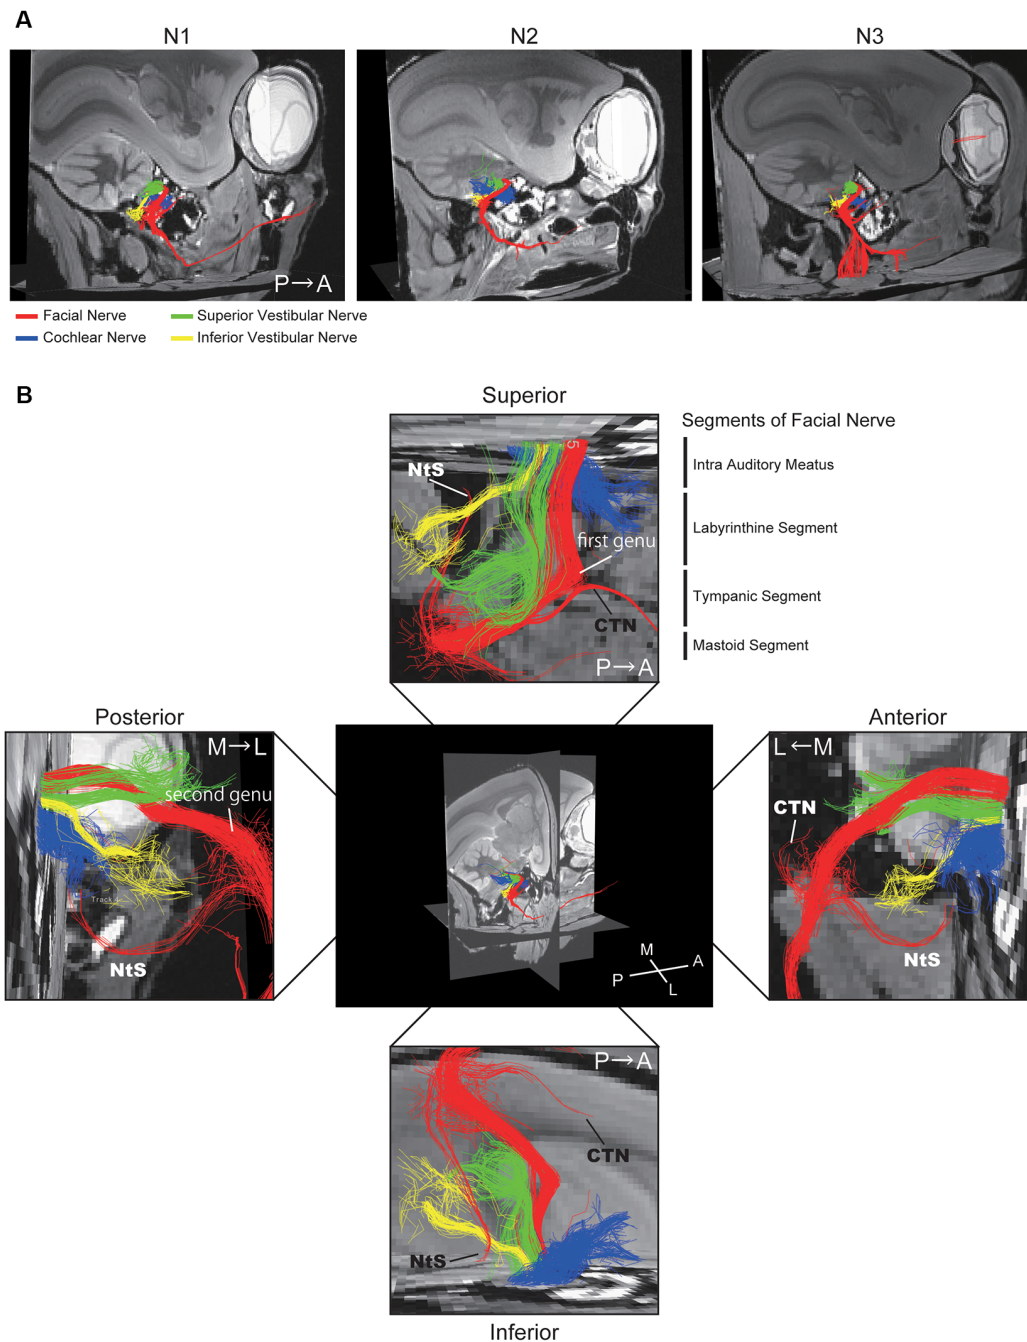 A
N1
N2
N3
P→A
Facial Nerve
Superior Vestibular Nerve
Cochlear Nerve
Inferior Vestibular Nerve
B
Superior
Segments of Facial Nerve
Intra Auditory Meatus
Labyrinthine Segment
Tympanic Segment
Mastoid Segment
5
NtS
first genu
CTN
P→A
Posterior
M→L
second genu
Track
NtS
Anterior
L←M
CTN
NtS
M
A
P
L
P→A
CTN
NtS
Inferior